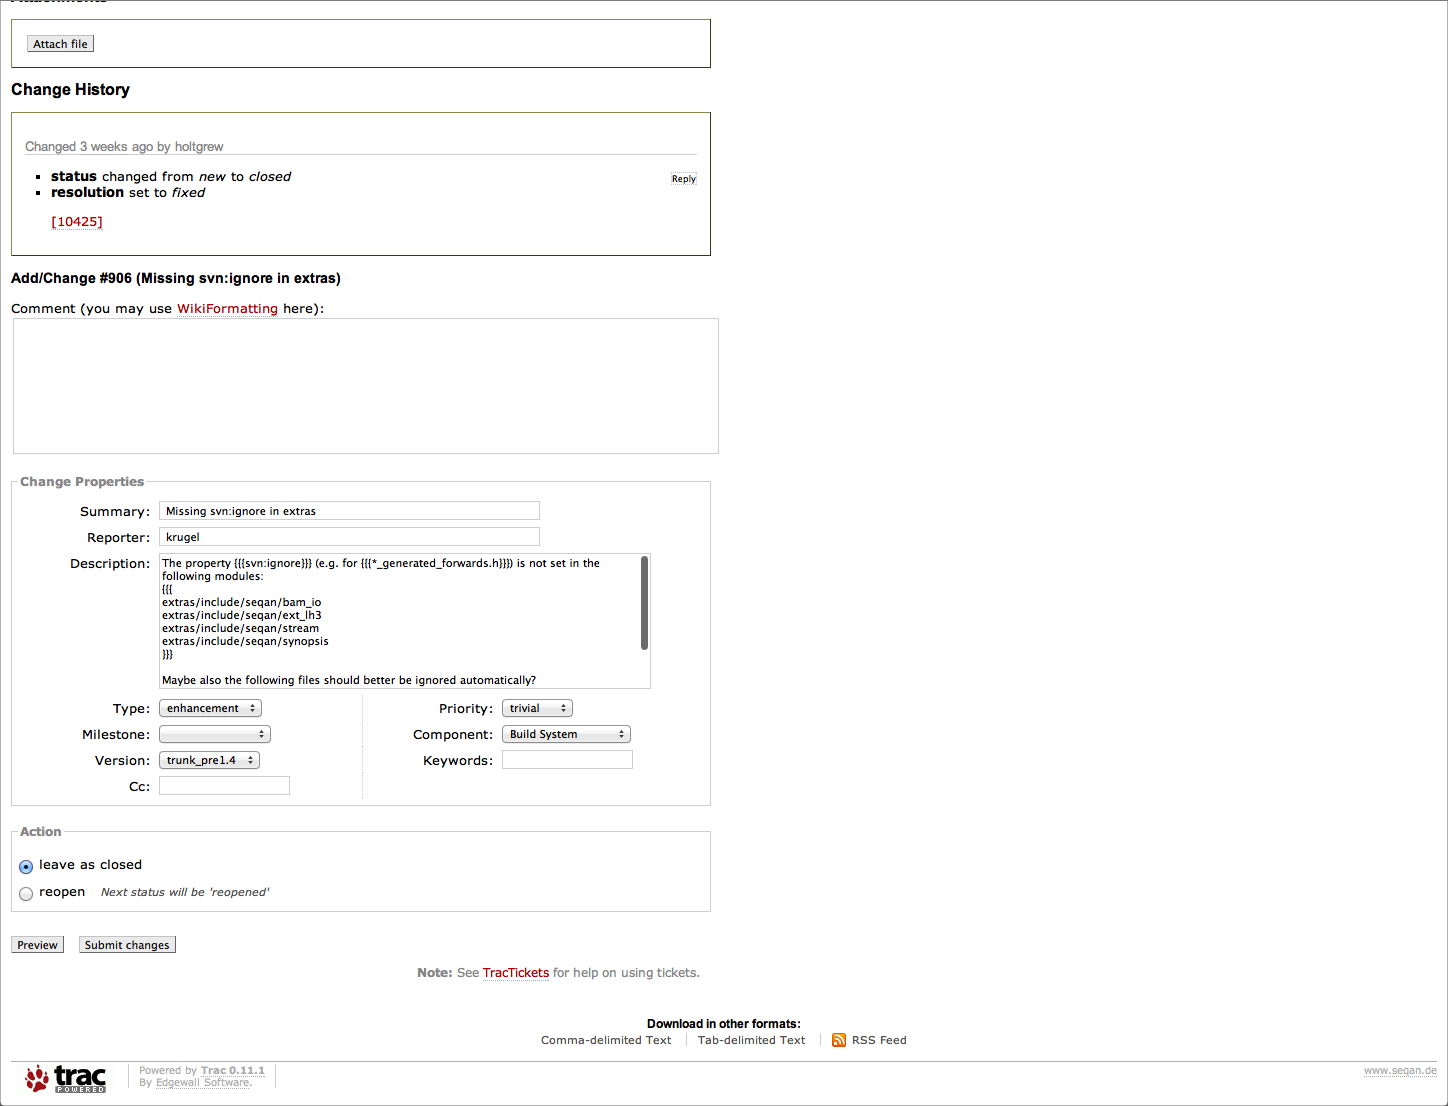 Attachments
Attach file
Change History
Changed 3 weeks ago by holtgrew
status changed from new to closed
Reply
resolution set to fixed
[10425]
Add/Change #906 (Missing svn:ignore in extras)
Comment (you may use WikiFormatting here):
Change Properties
Summary: Missing svn:ignore in extras
Reporter: krugel
Description: The property {{{svn:ignore}}} (e.g. for {{{*_generated_forwards.h}}}) is not set in the
following modules:
{{{
extras/include/seqan/bam_io
extras/include/seqan/ext_lh3
extras/include/seqan/stream
extras/include/seqan/synopsis
}}}
Maybe also the following files should better be ignored automatically?
Type: enhancement Priority: trivial
Milestone: Component: Build System
Version: trunk_pre1.4 Keywords:
Cc:
Action
leave as closed
reopen Next status will be 'reopened'
Preview Submit changes
Note: See TracTickets for help on using tickets.
Download in other formats:
Comma-delimited Text Tab-delimited Text RSS Feed
trac POWERED
Powered by Trac 0.11.1
By Edgewall Software.
www.seqan.de